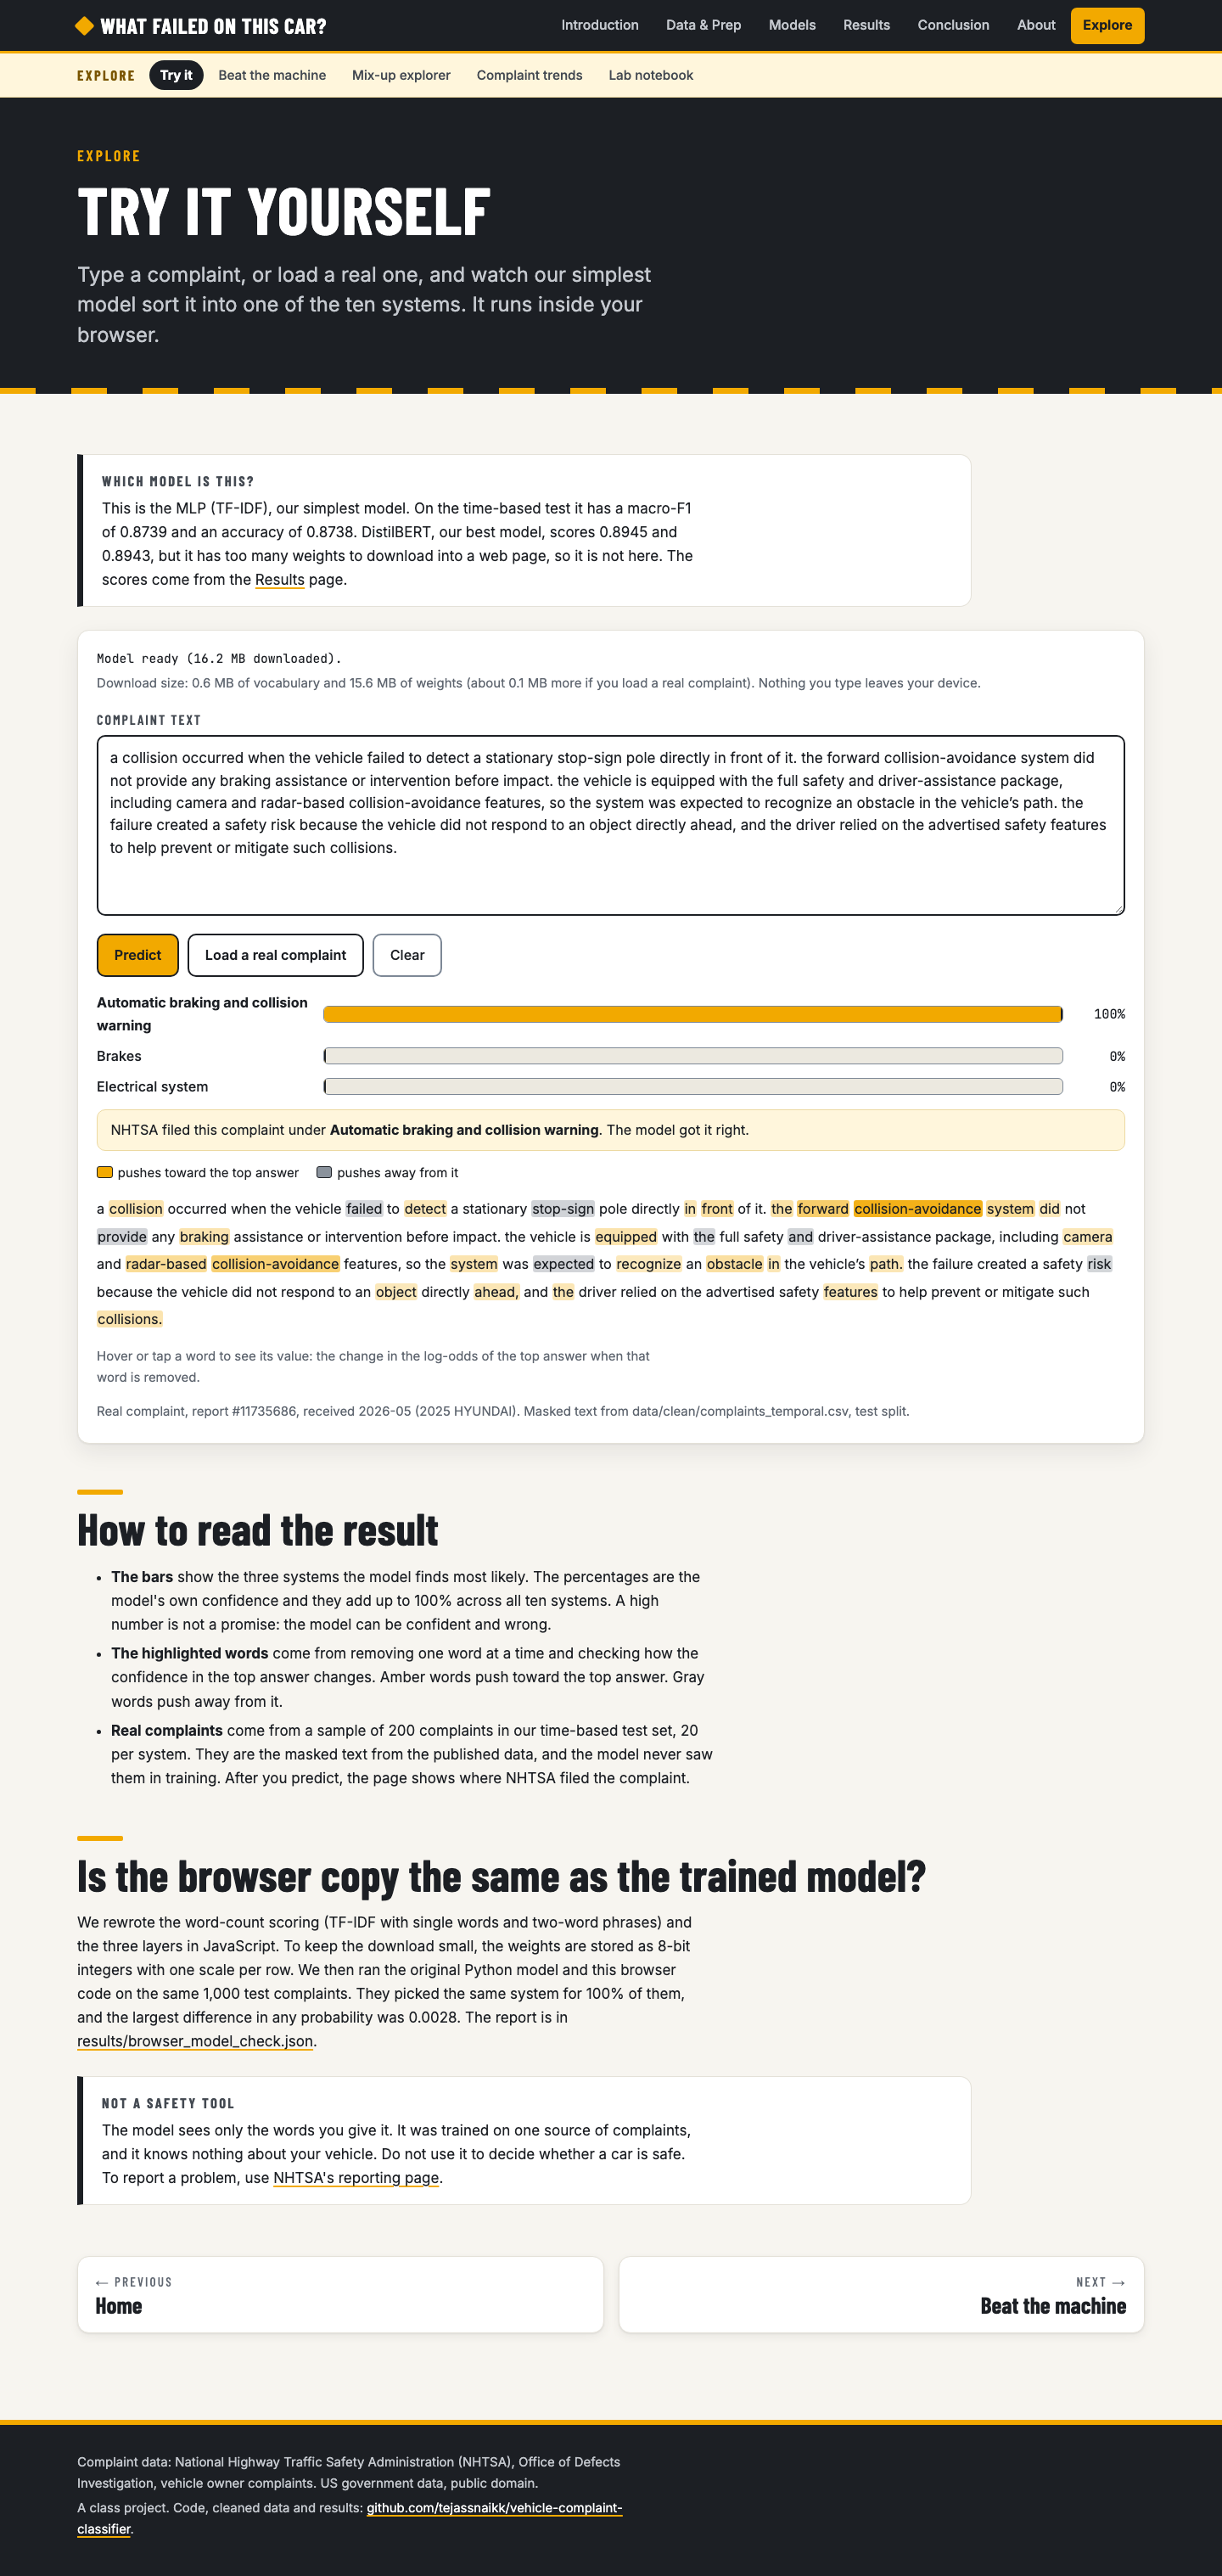 WHAT FAILED ON THIS CAR?
Introduction Data & Prep Models Results Conclusion About Explore
EXPLORE Try it Beat the machine Mix-up explorer Complaint trends Lab notebook
EXPLORE
TRY IT YOURSELF
Type a complaint, or load a real one, and watch our simplest
model sort it into one of the ten systems. It runs inside your
browser.
WHICH MODEL IS THIS?
This is the MLP (TF-IDF), our simplest model. On the time-based test it has a macro-F1
of 0.8739 and an accuracy of 0.8738. DistilBERT, our best model, scores 0.8945 and
0.8943, but it has too many weights to download into a web page, so it is not here. The
scores come from the Results page.
Model ready (16.2 MB downloaded).
Download size: 0.6 MB of vocabulary and 15.6 MB of weights (about 0.1 MB more if you load a real complaint). Nothing you type leaves your device.
COMPLAINT TEXT
a collision occurred when the vehicle failed to detect a stationary stop-sign pole directly in front of it. the forward collision-avoidance system did
not provide any braking assistance or intervention before impact. the vehicle is equipped with the full safety and driver-assistance package,
including camera and radar-based collision-avoidance features, so the system was expected to recognize an obstacle in the vehicle’s path. the
failure created a safety risk because the vehicle did not respond to an object directly ahead, and the driver relied on the advertised safety features
to help prevent or mitigate such collisions.
Predict Load a real complaint Clear
Automatic braking and collision
warning
100%
Brakes 0%
Electrical system 0%
NHTSA filed this complaint under Automatic braking and collision warning. The model got it right.
pushes toward the top answer pushes away from it
a collision occurred when the vehicle failed to detect a stationary stop-sign pole directly in front of it. the forward collision-avoidance system did not
provide any braking assistance or intervention before impact. the vehicle is equipped with the full safety and driver-assistance package, including camera
and radar-based collision-avoidance features, so the system was expected to recognize an obstacle in the vehicle’s path. the failure created a safety risk
because the vehicle did not respond to an object directly ahead, and the driver relied on the advertised safety features to help prevent or mitigate such
collisions.
Hover or tap a word to see its value: the change in the log-odds of the top answer when that
word is removed.
Real complaint, report #11735686, received 2026-05 (2025 HYUNDAI). Masked text from data/clean/complaints_temporal.csv, test split.
How to read the result
• The bars show the three systems the model finds most likely. The percentages are the
model's own confidence and they add up to 100% across all ten systems. A high
number is not a promise: the model can be confident and wrong.
• The highlighted words come from removing one word at a time and checking how the
confidence in the top answer changes. Amber words push toward the top answer. Gray
words push away from it.
• Real complaints come from a sample of 200 complaints in our time-based test set, 20
per system. They are the masked text from the published data, and the model never saw
them in training. After you predict, the page shows where NHTSA filed the complaint.
Is the browser copy the same as the trained model?
We rewrote the word-count scoring (TF-IDF with single words and two-word phrases) and
the three layers in JavaScript. To keep the download small, the weights are stored as 8-bit
integers with one scale per row. We then ran the original Python model and this browser
code on the same 1,000 test complaints. They picked the same system for 100% of them,
and the largest difference in any probability was 0.0028. The report is in
results/browser_model_check.json.
NOT A SAFETY TOOL
The model sees only the words you give it. It was trained on one source of complaints,
and it knows nothing about your vehicle. Do not use it to decide whether a car is safe.
To report a problem, use NHTSA's reporting page.
← PREVIOUS
Home
NEXT →
Beat the machine
Complaint data: National Highway Traffic Safety Administration (NHTSA), Office of Defects
Investigation, vehicle owner complaints. US government data, public domain.
A class project. Code, cleaned data and results: github.com/tejassnaikk/vehicle-complaint-
classifier.